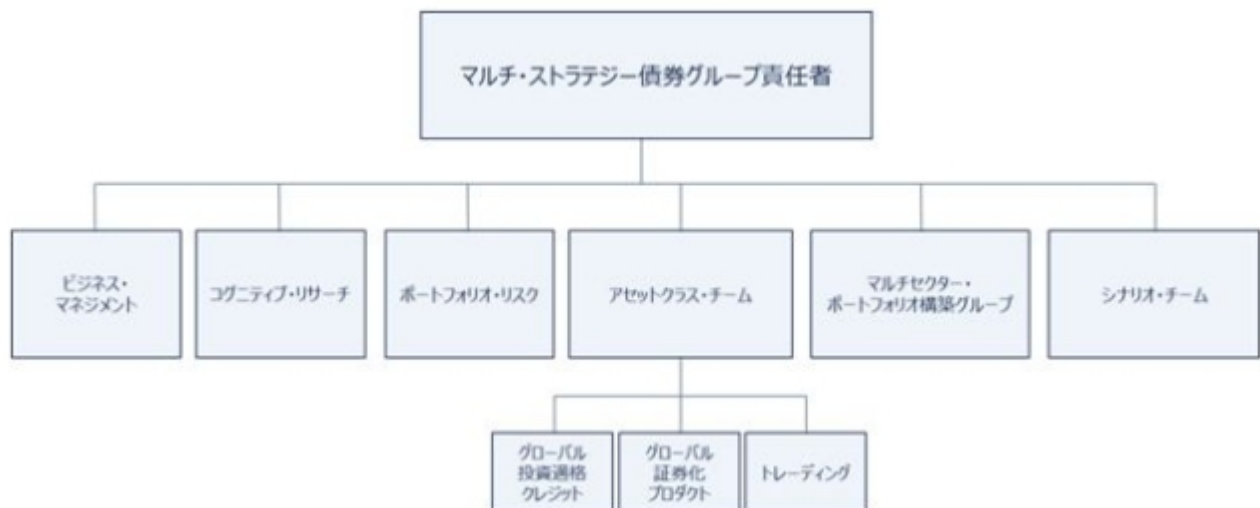 マルチ・ストラテジー債券グループ責任者
ビジネス・
マネジメント
コグニティブ・リサーチ
ポートフォリオ・リスク
アセットクラス・チーム
マルチセクター・
ポートフォリオ構築グループ
シナリオ・チーム
グローバル
投資適格
クレジット
グローバル
証券化
プロダクト
トレーディング